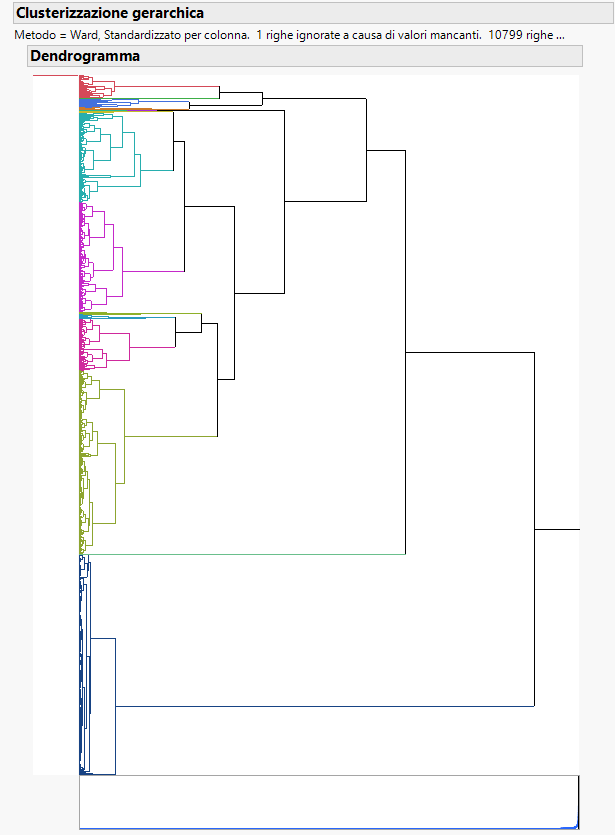 Clusterizzazione gerarchica
Metodo = Ward, Standardizzato per colonna. 1 righe ignorate a causa di valori mancanti. 10799 righe ...
Dendrogramma